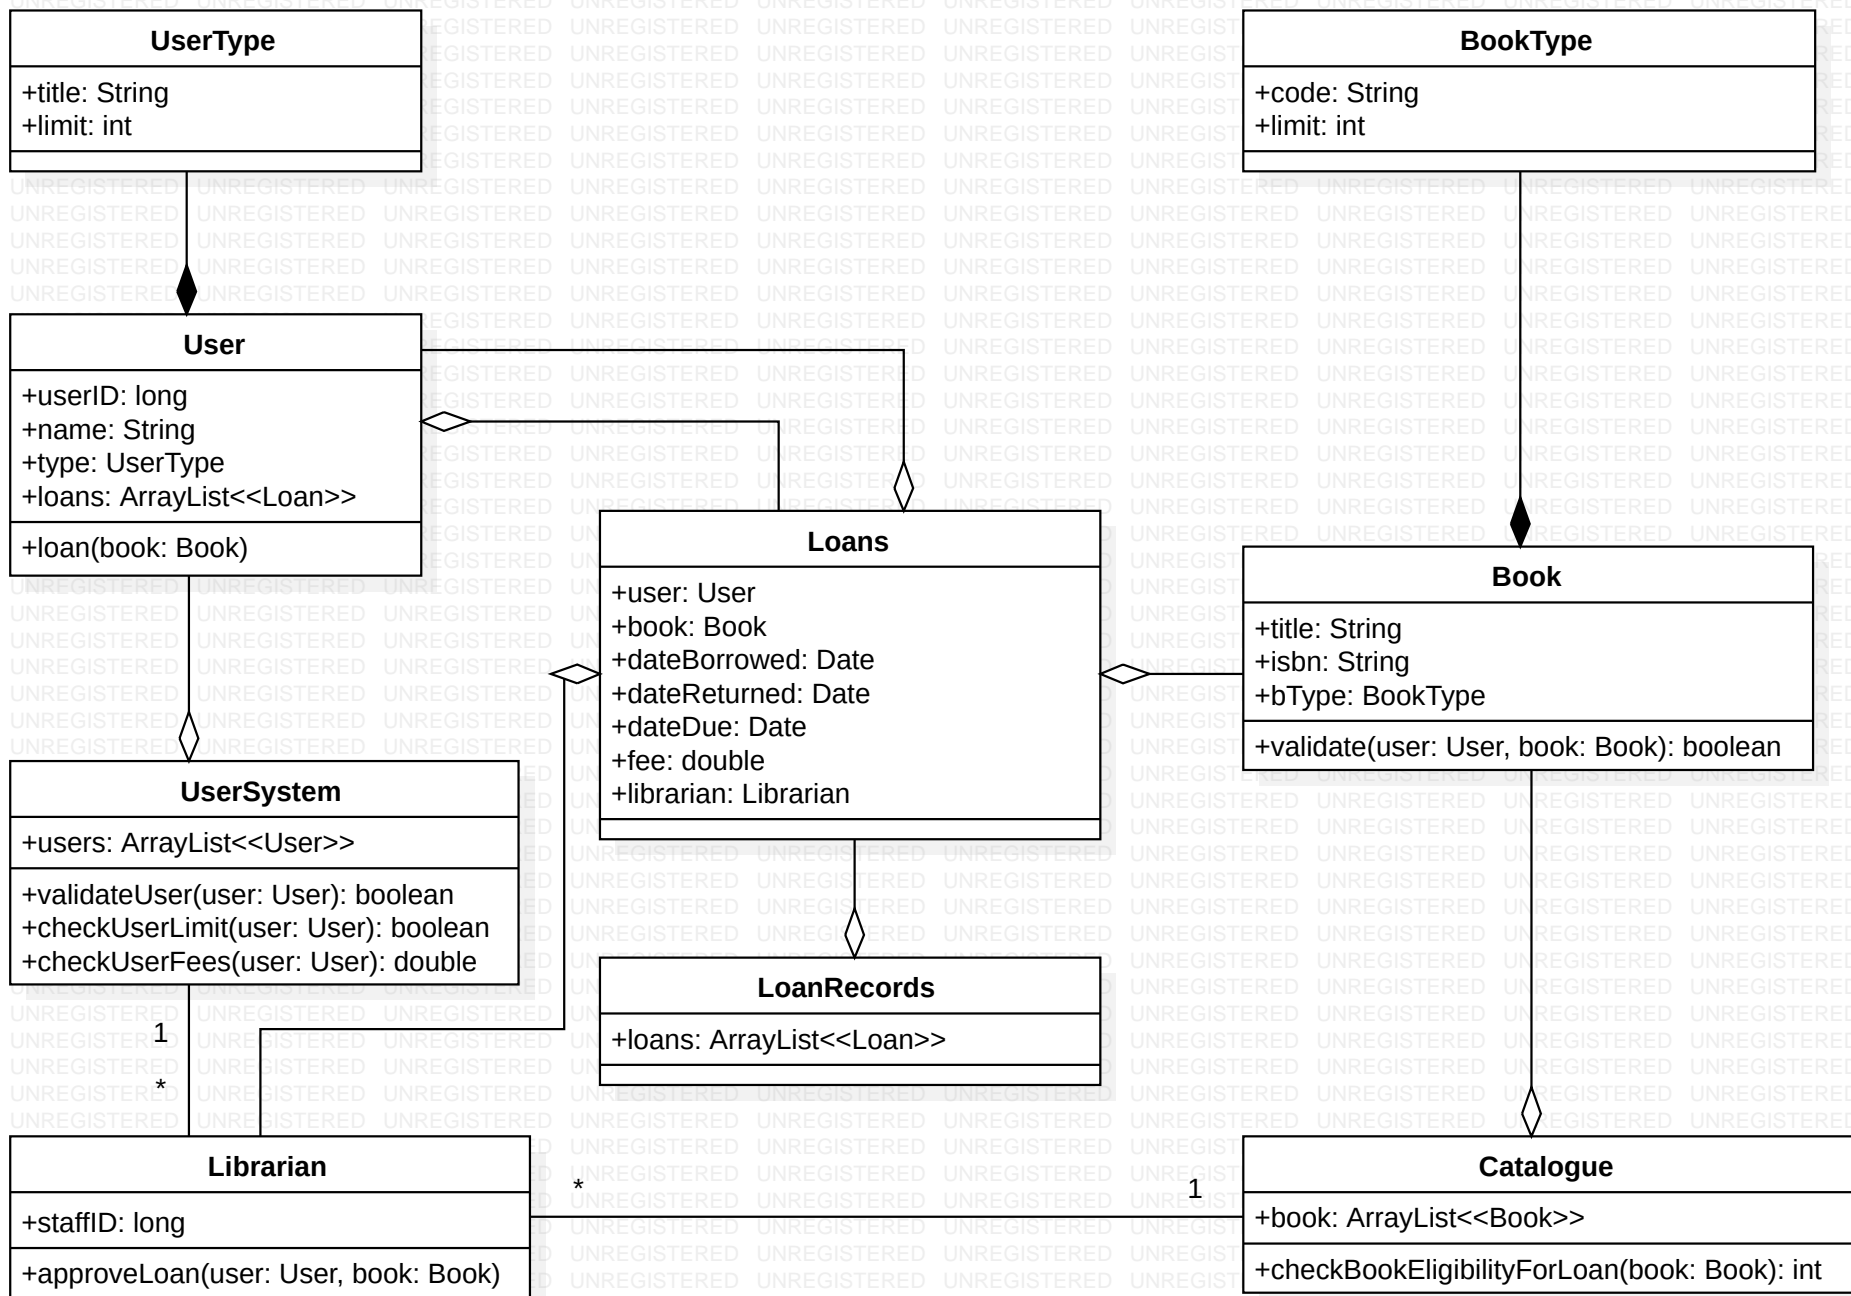 UserType
+title: String
+limit: int
BookType
+code: String
+limit: int
User
+userID: long
+name: String
+type: UserType
+loans: ArrayList<<Loan>>
+loan(book: Book)
Loans
+user: User
+book: Book
+dateBorrowed: Date
+dateReturned: Date
+dateDue: Date
+fee: double
+librarian: Librarian
Book
+title: String
+isbn: String
+bType: BookType
+validate(user: User, book: Book): boolean
UserSystem
+users: ArrayList<<User>>
+validateUser(user: User): boolean
+checkUserLimit(user: User): boolean
+checkUserFees(user: User): double
LoanRecords
+loans: ArrayList<<Loan>>
1
*
Librarian
+staffID: long
+approveLoan(user: User, book: Book)
*
1
Catalogue
+book: ArrayList<<Book>>
+checkBookEligibilityForLoan(book: Book): int
UNREGISTERED